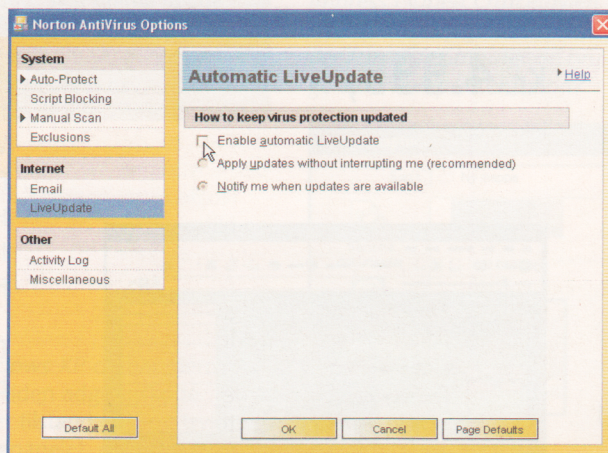 Norton AntiVirus Options
System
Auto-Protect
Script Blocking
Manual Scan
Exclusions
Internet
Email
LiveUpdate
Other
Activity Log
Miscellaneous
Default All
Automatic LiveUpdate
Help
How to keep virus protection updated
Enable automatic LiveUpdate
Apply updates without interrupting me (recommended)
Notify me when updates are available
OK
Cancel
Page Defaults